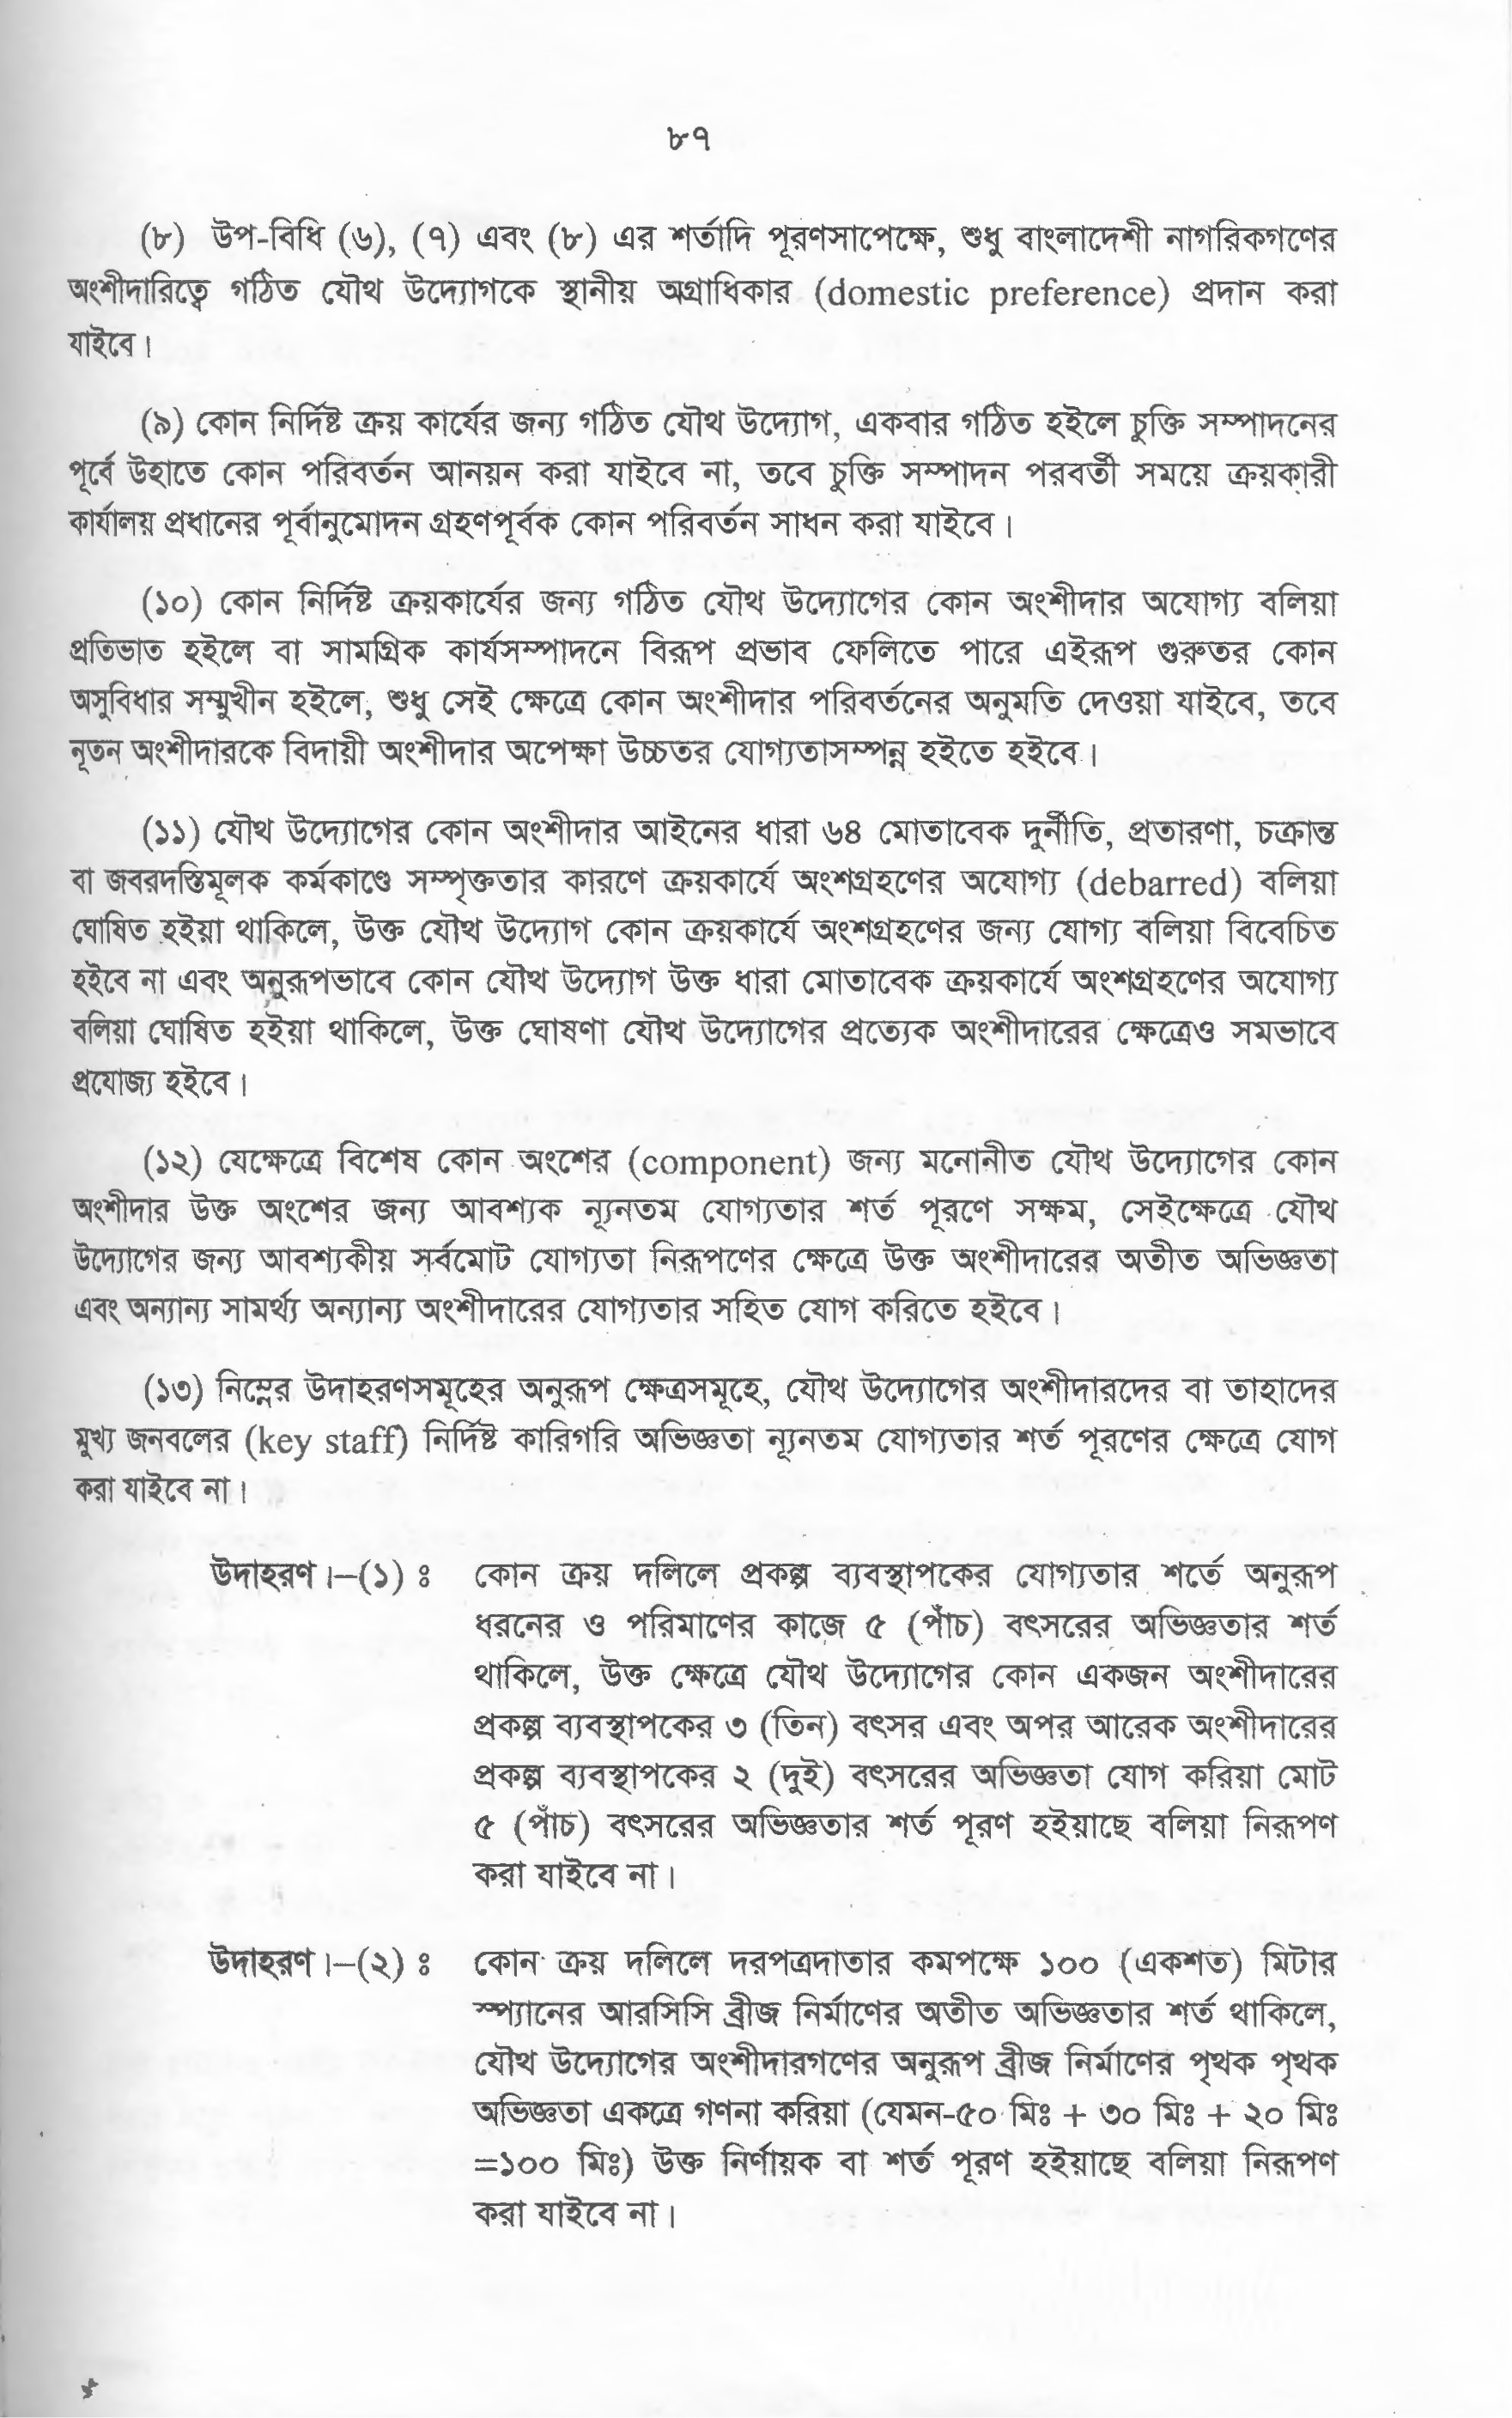 ৮৭
(৮) উপ-বিধি (৬), (৭) এবং (৮) এর শর্তাদি পূরণসাপেক্ষে, শুধু বাংলাদেশী নাগরিকগণের
অংশীদারিত্বে গঠিত যৌথ উদ্যোগকে স্থানীয় অগ্রাধিকার (domestic preference) প্রদান করা
যাইবে।
(৯) কোন নির্দিষ্ট ক্রয় কার্যের জন্য গঠিত যৌথ উদ্যোগ, একবার গঠিত হইলে চুক্তি সম্পাদনের
পূর্বে উহাতে কোন পরিবর্তন আনয়ন করা যাইবে না, তবে চুক্তি সম্পাদন পরবর্তী সময়ে ক্রয়কারী
কার্যালয় প্রধানের পূর্বানুমোদন গ্রহণপূর্বক কোন পরিবর্তন সাধন করা যাইবে।
(১০) কোন নির্দিষ্ট ক্রয়কার্যের জন্য গঠিত যৌথ উদ্যোগের কোন অংশীদার অযোগ্য বলিয়া
প্রতিভাত হইলে বা সামগ্রিক কার্যসম্পাদনে বিরূপ প্রভাব ফেলিতে পারে এইরূপ গুরুতর কোন
অসুবিধার সম্মুখীন হইলে, শুধু সেই ক্ষেত্রে কোন অংশীদার পরিবর্তনের অনুমতি দেওয়া যাইবে, তবে
নূতন অংশীদারকে বিদায়ী অংশীদার অপেক্ষা উচ্চতর যোগ্যতাসম্পন্ন হইতে হইবে।
(১১) যৌথ উদ্যোগের কোন অংশীদার আইনের ধারা ৬৪ মোতাবেক দুর্নীতি, প্রতারণা, চক্রান্ত
বা জবরদস্তিমূলক কর্মকাণ্ডে সম্পৃক্ততার কারণে ক্রয়কার্যে অংশগ্রহণের অযোগ্য (debarred) বলিয়া
ঘোষিত হইয়া থাকিলে, উক্ত যৌথ উদ্যোগ কোন ক্রয়কার্যে অংশগ্রহণের জন্য যোগ্য বলিয়া বিবেচিত
হইবে না এবং অনুরূপভাবে কোন যৌথ উদ্যোগ উক্ত ধারা মোতাবেক ক্রয়কার্যে অংশগ্রহণের অযোগ্য
বলিয়া ঘোষিত হইয়া থাকিলে, উক্ত ঘোষণা যৌথ উদ্যোগের প্রত্যেক অংশীদারের ক্ষেত্রেও সমভাবে
প্রযোজ্য হইবে।
(১২) যেক্ষেত্রে বিশেষ কোন অংশের (component) জন্য মনোনীত যৌথ উদ্যোগের কোন
অংশীদার উক্ত অংশের জন্য আবশ্যক ন্যূনতম যোগ্যতার শর্ত পূরণে সক্ষম, সেইক্ষেত্রে যৌথ
উদ্যোগের জন্য আবশ্যকীয় সর্বমোট যোগ্যতা নিরূপণের ক্ষেত্রে উক্ত অংশীদারের অতীত অভিজ্ঞতা
এবং অন্যান্য সামর্থ্য অন্যান্য অংশীদারের যোগ্যতার সহিত যোগ করিতে হইবে।
(১৩) নিম্নের উদাহরণসমূহের অনুরূপ ক্ষেত্রসমূহে, যৌথ উদ্যোগের অংশীদারদের বা তাহাদের
মুখ্য জনবলের (key staff) নির্দিষ্ট কারিগরি অভিজ্ঞতা ন্যূনতম যোগ্যতার শর্ত পূরণের ক্ষেত্রে যোগ
করা যাইবে না।
উদাহরণ।–(১) ঃ কোন ক্রয় দলিলে প্রকল্প ব্যবস্থাপকের যোগ্যতার শর্তে অনুরূপ
ধরনের ও পরিমাণের কাজে ৫ (পাঁচ) বৎসরের অভিজ্ঞতার শর্ত
থাকিলে, উক্ত ক্ষেত্রে যৌথ উদ্যোগের কোন একজন অংশীদারের
প্রকল্প ব্যবস্থাপকের ৩ (তিন) বৎসর এবং অপর আরেক অংশীদারের
প্রকল্প ব্যবস্থাপকের ২ (দুই) বৎসরের অভিজ্ঞতা যোগ করিয়া মোট
৫ (পাঁচ) বৎসরের অভিজ্ঞতার শর্ত পূরণ হইয়াছে বলিয়া নিরূপণ
করা যাইবে না।
উদাহরণ।–(২) ঃ কোন ক্রয় দলিলে দরপত্রদাতার কমপক্ষে ১০০ (একশত) মিটার
স্প্যানের আরসিসি ব্রীজ নির্মাণের অতীত অভিজ্ঞতার শর্ত থাকিলে,
যৌথ উদ্যোগের অংশীদারগণের অনুরূপ ব্রীজ নির্মাণের পৃথক পৃথক
অভিজ্ঞতা একত্রে গণনা করিয়া (যেমন-৫০ মিঃ + ৩০ মিঃ + ২০ মিঃ
=১০০ মিঃ) উক্ত নির্ণায়ক বা শর্ত পূরণ হইয়াছে বলিয়া নিরূপণ
করা যাইবে না।